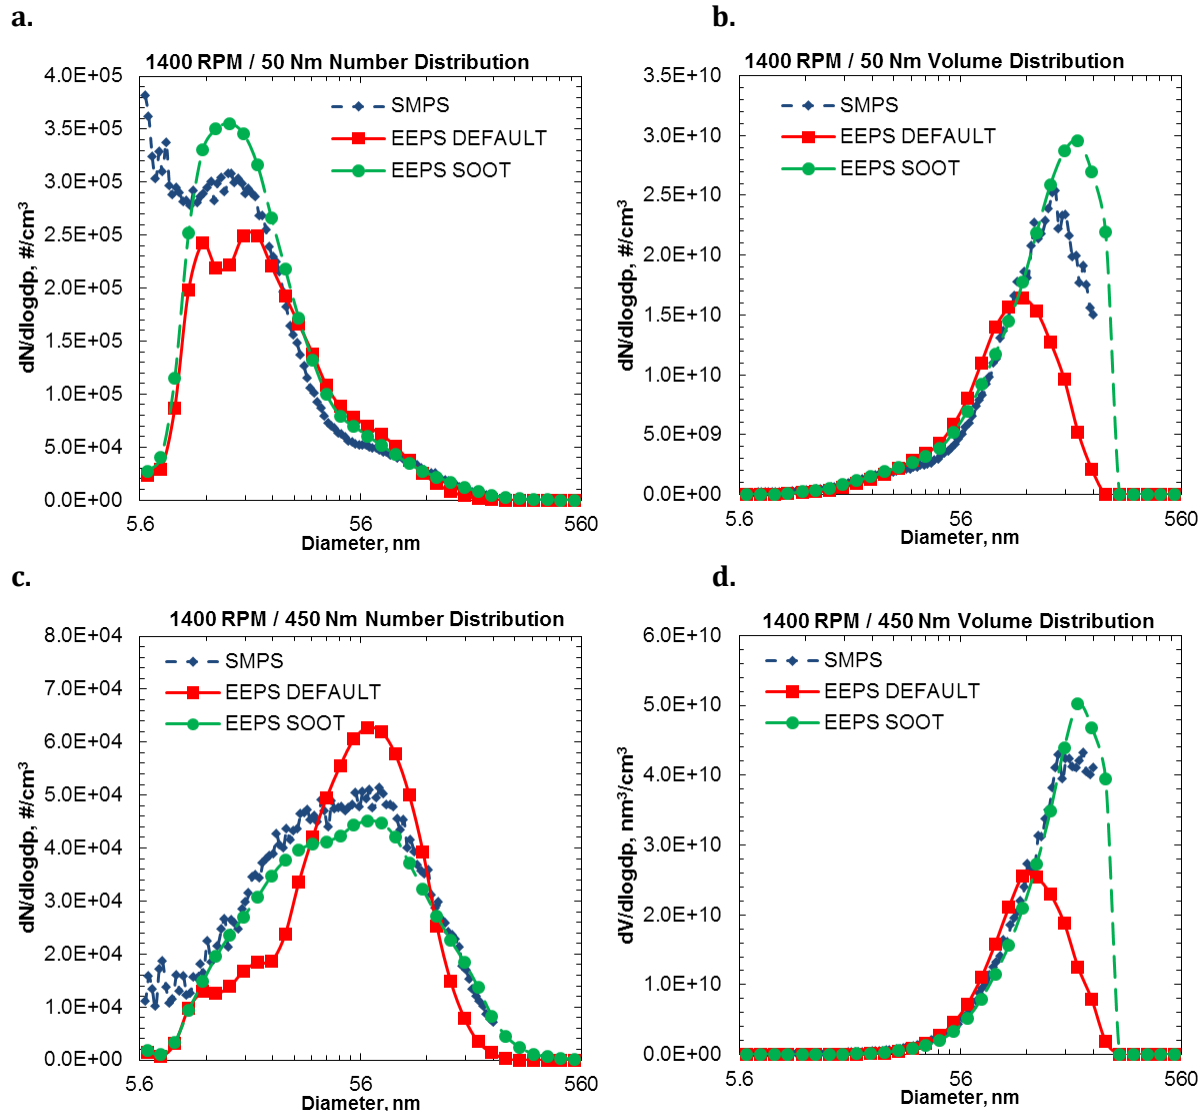 a.
1400 RPM / 50 Nm Number Distribution
4.0E+05
3.5E+05
3.0E+05
2.5E+05
2.0E+05
1.5E+05
1.0E+05
5.0E+04
0.0E+00
dN/dlogdp, #/cm³
SMPS
EEPS DEFAULT
EEPS SOOT
5.6
56
560
Diameter, nm
b.
1400 RPM / 50 Nm Volume Distribution
3.5E+10
3.0E+10
2.5E+10
2.0E+10
1.5E+10
1.0E+10
5.0E+09
0.0E+00
dN/dlogdp, #/cm³
SMPS
EEPS DEFAULT
EEPS SOOT
5.6
56
560
Diameter, nm
c.
1400 RPM / 450 Nm Number Distribution
8.0E+04
7.0E+04
6.0E+04
5.0E+04
4.0E+04
3.0E+04
2.0E+04
1.0E+04
0.0E+00
dN/dlogdp, #/cm³
SMPS
EEPS DEFAULT
EEPS SOOT
5.6
56
560
Diameter, nm
d.
1400 RPM / 450 Nm Volume Distribution
6.0E+10
5.0E+10
4.0E+10
3.0E+10
2.0E+10
1.0E+10
0.0E+00
dV/dlogdp, nm³/cm³
SMPS
EEPS DEFAULT
EEPS SOOT
5.6
56
560
Diameter, nm